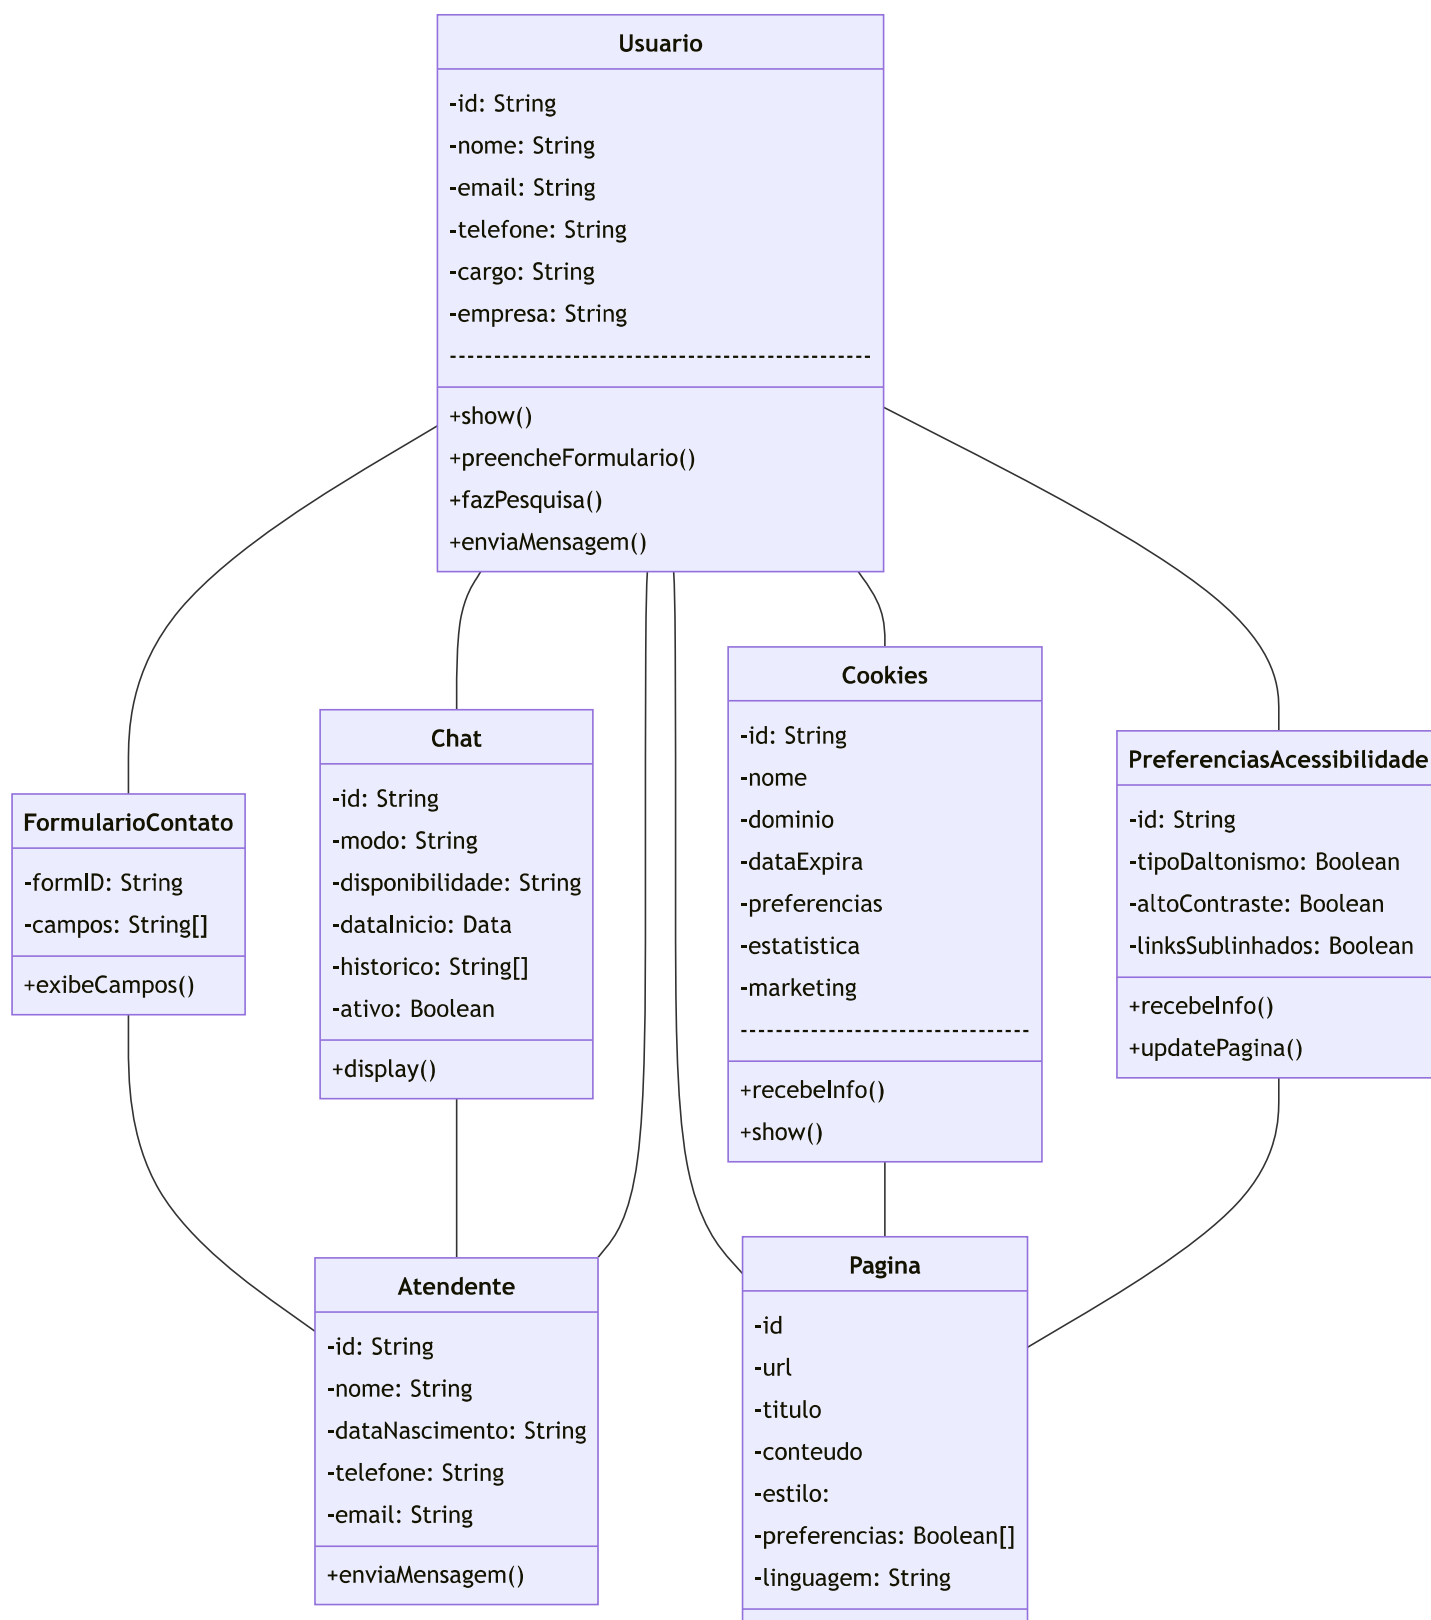 Usuario
-id: String
-nome: String
-email: String
-telefone: String
-cargo: String
-empresa: String
-----------------------------------------------
+show()
+preencheFormulario()
+fazPesquisa()
+enviaMensagem()
FormularioContato
-formID: String
-campos: String[]
+exibeCampos()
Chat
-id: String
-modo: String
-disponibilidade: String
-dataInicio: Data
-historico: String[]
-ativo: Boolean
+display()
Cookies
-id: String
-nome
-dominio
-dataExpira
-preferencias
-estatistica
-marketing
--------------------------------
+recebeInfo()
+show()
PreferenciasAcessibilidade
-id: String
-tipoDaltonismo: Boolean
-altoContraste: Boolean
-linksSublinhados: Boolean
+recebeInfo()
+updatePagina()
Atendente
-id: String
-nome: String
-dataNascimento: String
-telefone: String
-email: String
+enviaMensagem()
Pagina
-id
-url
-titulo
-conteudo
-estilo:
-preferencias: Boolean[]
-linguagem: String